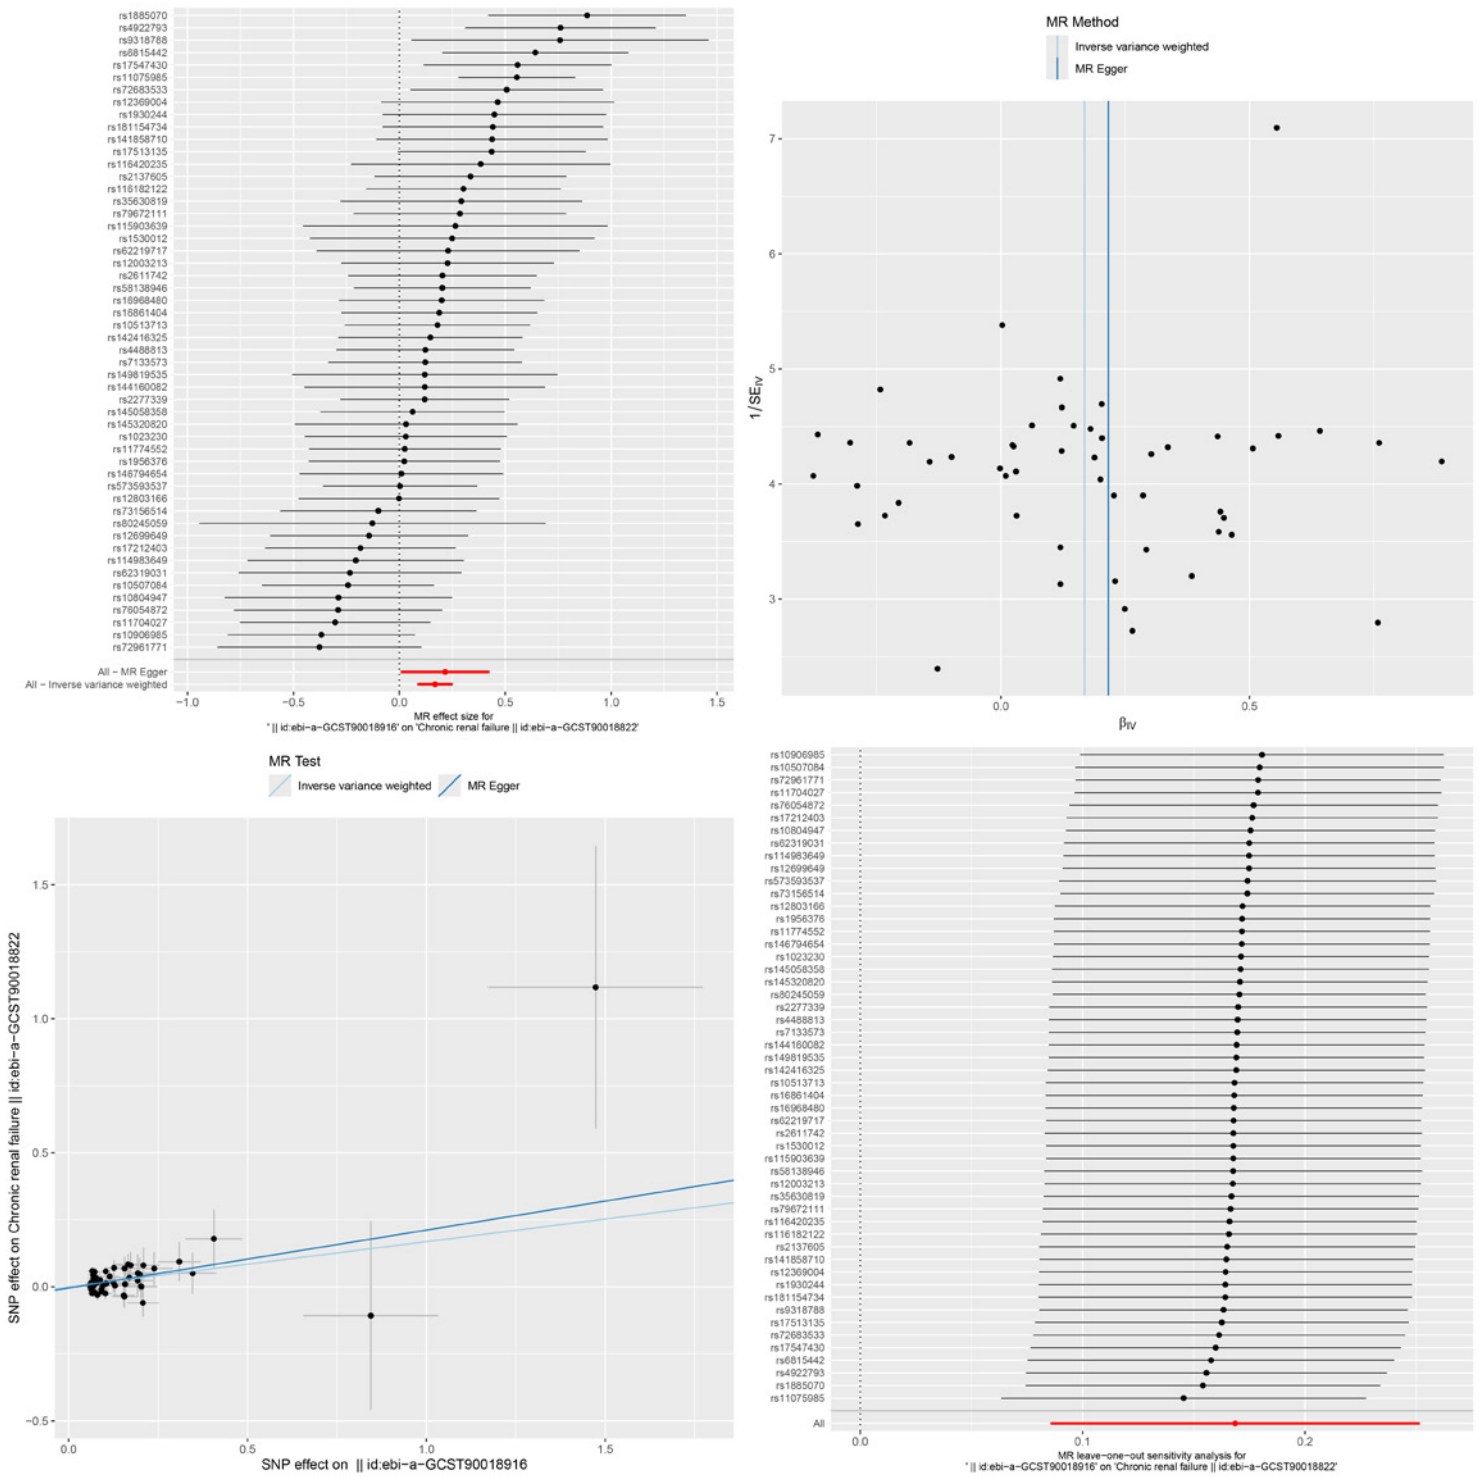 rs1885070
rs4922793
rs9318788
rs6815442
rs17547430
rs11075985
rs72683533
rs12369004
rs1930244
rs181154734
rs141858710
rs17513135
rs116420235
rs2137605
rs116182122
rs35630819
rs79672111
rs115903639
rs1530012
rs62219717
rs12003213
rs2611742
rs58138946
rs16968480
rs16861404
rs10513713
rs142416325
rs4488813
rs7133573
rs149819535
rs144160082
rs2277339
rs145058358
rs145320820
rs1023230
rs11774552
rs1956376
rs146794654
rs573593537
rs12803166
rs73156514
rs80245059
rs12699649
rs17212403
rs114983649
rs62319031
rs10507084
rs10804947
rs76054872
rs11704027
rs10906985
rs72961771
All − MR Egger
All − Inverse variance weighted
−1.0 −0.5 0.0 0.5 1.0 1.5
MR effect size for
' || id:ebi−a−GCST90018916' on 'Chronic renal failure || id:ebi−a−GCST90018822'
MR Method
Inverse variance weighted
MR Egger
7
6
5
4
3
1/SE_IV
0.0 0.5
β_IV
MR Test
Inverse variance weighted
MR Egger
SNP effect on Chronic renal failure || id:ebi−a−GCST90018822
1.5
1.0
0.5
0.0
−0.5
0.0 0.5 1.0 1.5
SNP effect on || id:ebi−a−GCST90018916
rs10906985
rs10507084
rs72961771
rs11704027
rs76054872
rs17212403
rs10804947
rs62319031
rs114983649
rs12699649
rs573593537
rs73156514
rs12803166
rs1956376
rs11774552
rs146794654
rs1023230
rs145058358
rs145320820
rs80245059
rs2277339
rs4488813
rs7133573
rs144160082
rs149819535
rs142416325
rs10513713
rs16861404
rs16968480
rs62219717
rs2611742
rs1530012
rs115903639
rs58138946
rs12003213
rs35630819
rs79672111
rs116420235
rs116182122
rs2137605
rs141858710
rs12369004
rs1930244
rs181154734
rs9318788
rs17513135
rs72683533
rs17547430
rs6815442
rs4922793
rs1885070
rs11075985
All
0.0 0.1 0.2
MR leave−one−out sensitivity analysis for
' || id:ebi−a−GCST90018916' on 'Chronic renal failure || id:ebi−a−GCST90018822'